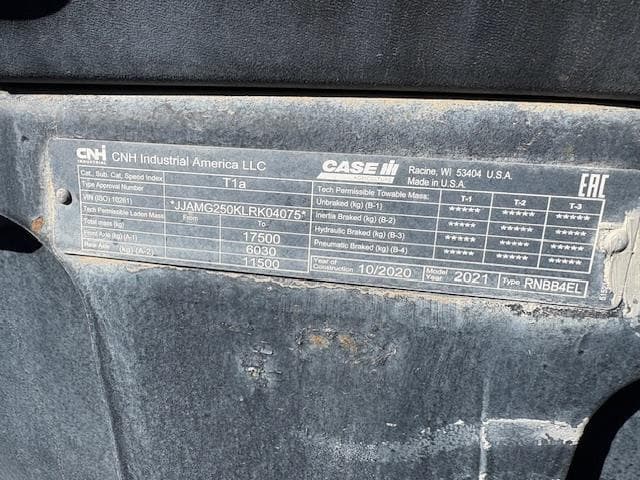 CNH INDUSTRIAL CNH Industrial America LLC CASE IH AGRICULTURE Racine, WI 53404 U.S.A. Made in U.S.A. EAC
Cat., Sub. Cat, Speed Index T1a
Type Approval Number
VIN (ISO 10261) *JJAMG250KLRK04075*
Tech Permissible Laden Mass From To
Total mass (kg) 17500
Front Axle (kg) (A-1) 6030
Rear Axle (kg) (A-2) 11500
Tech Permissible Towable Mass: T-1 T-2 T-3
Unbraked (kg) (B-1) ***** ***** *****
Inertia Braked (kg) (B-2) ***** ***** *****
Hydraulic Braked (kg) (B-3) ***** ***** *****
Pneumatic Braked (kg) (B-4) ***** ***** *****
Year of Construction 10/2020 Model Year 2021 Type RNBB4EL